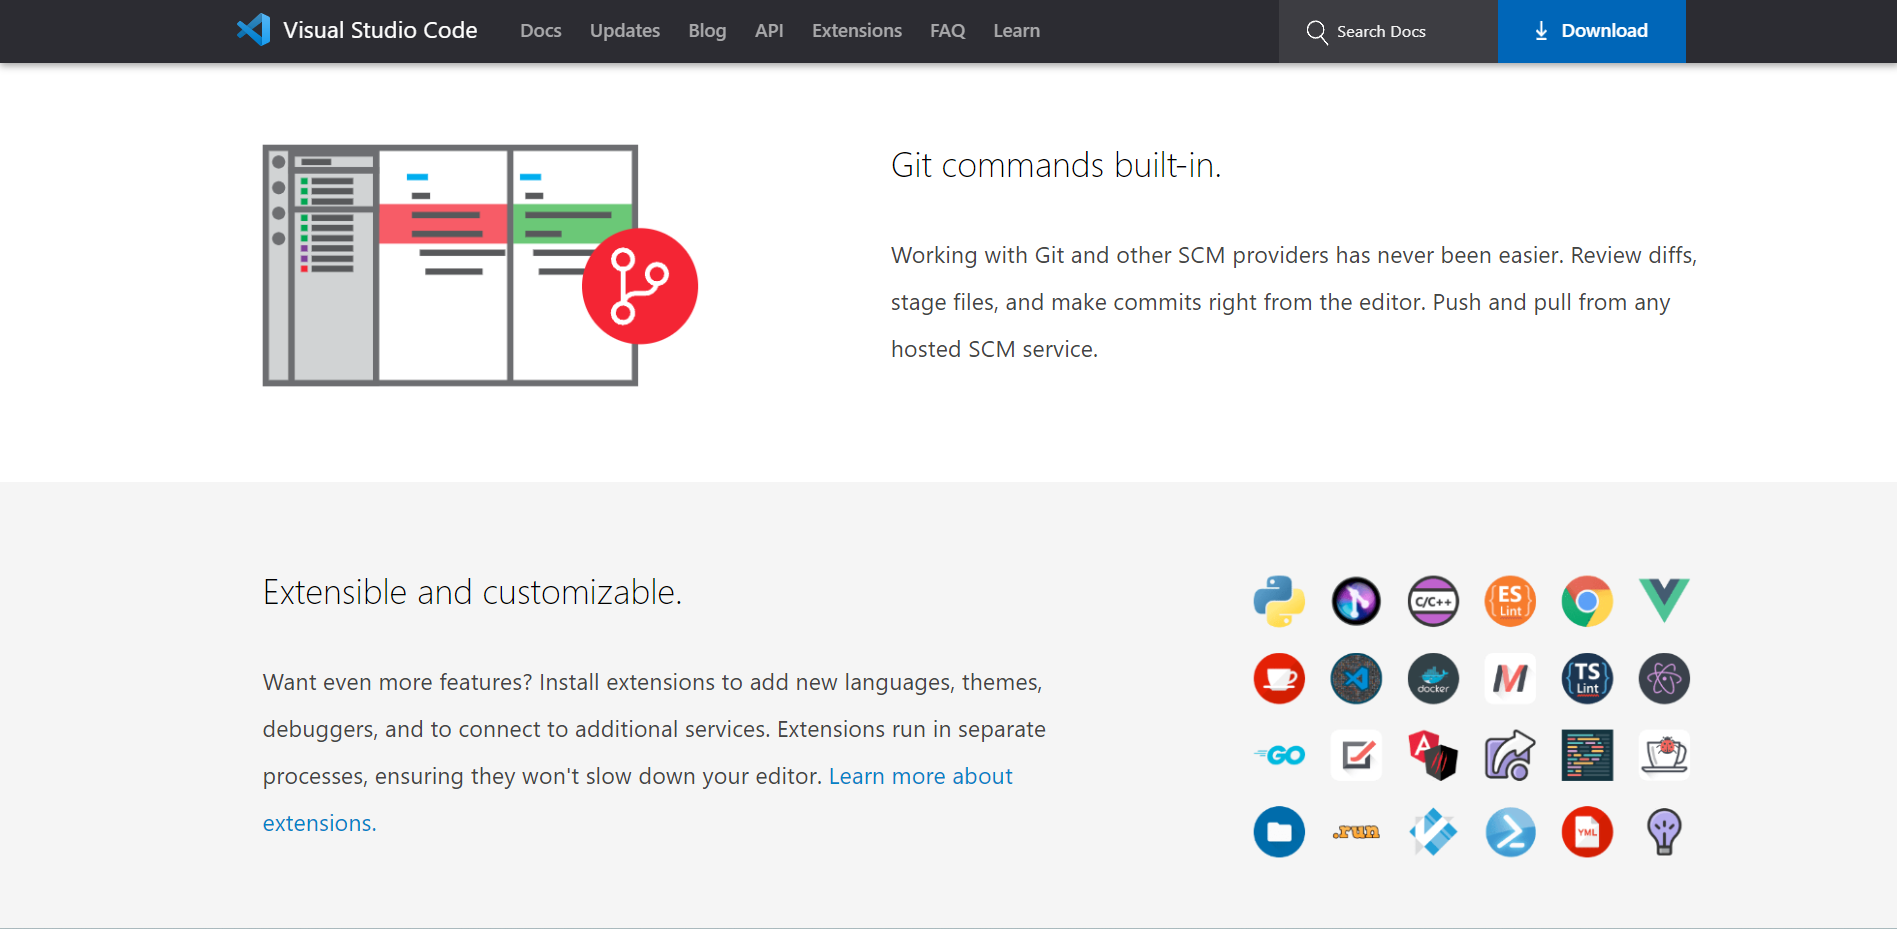 Visual Studio Code Docs Updates Blog API Extensions FAQ Learn Search Docs Download
Git commands built-in.
Working with Git and other SCM providers has never been easier. Review diffs,
stage files, and make commits right from the editor. Push and pull from any
hosted SCM service.
Extensible and customizable.
Want even more features? Install extensions to add new languages, themes,
debuggers, and to connect to additional services. Extensions run in separate
processes, ensuring they won't slow down your editor. Learn more about
extensions.
C/C++ {ES} Lint
docker M {TS} Lint
GO A
.run YML